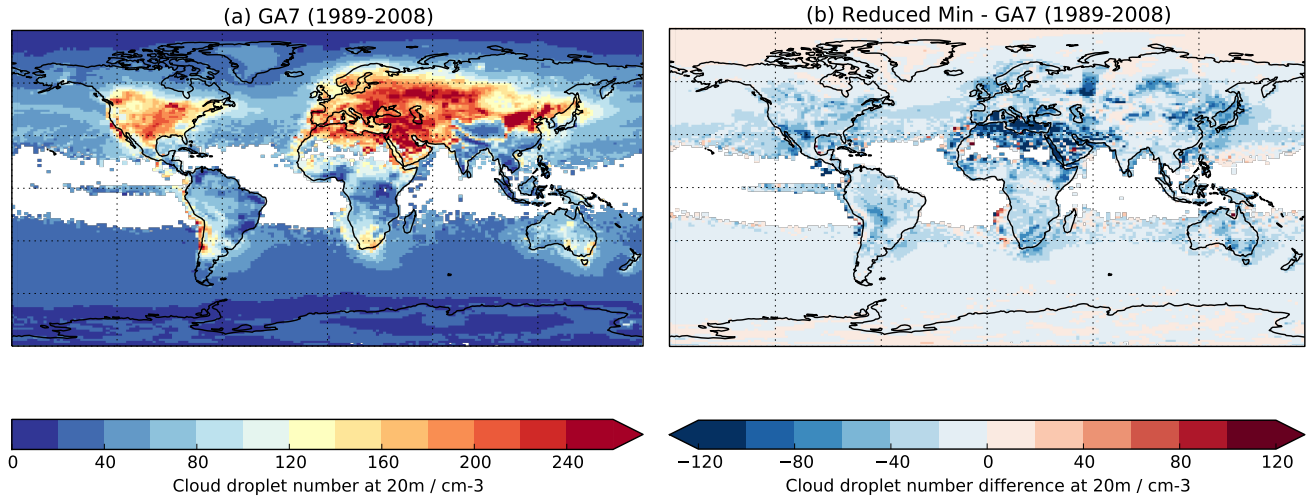 (a) GA7 (1989-2008)
(b) Reduced Min - GA7 (1989-2008)
0 40 80 120 160 200 240
Cloud droplet number at 20m / cm-3
−120 −80 −40 0 40 80 120
Cloud droplet number difference at 20m / cm-3